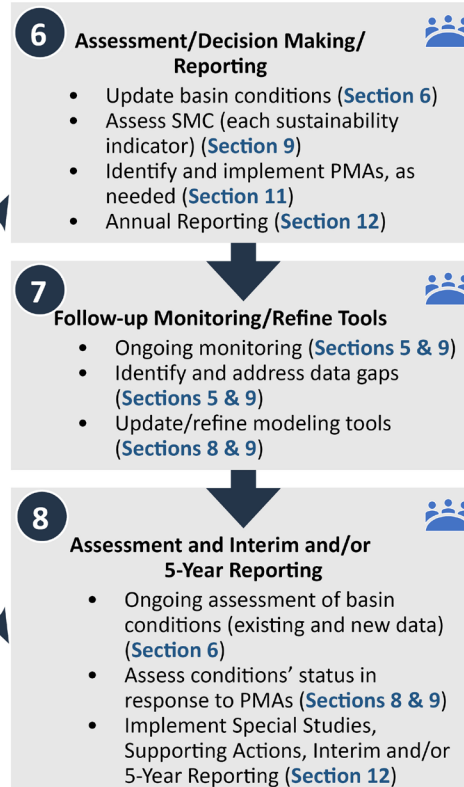 6
Assessment/Decision Making/
Reporting
• Update basin conditions (Section 6)
• Assess SMC (each sustainability
indicator) (Section 9)
• Identify and implement PMAs, as
needed (Section 11)
• Annual Reporting (Section 12)
7
Follow-up Monitoring/Refine Tools
• Ongoing monitoring (Sections 5 & 9)
• Identify and address data gaps
(Sections 5 & 9)
• Update/refine modeling tools
(Sections 8 & 9)
8
Assessment and Interim and/or
5-Year Reporting
• Ongoing assessment of basin
conditions (existing and new data)
(Section 6)
• Assess conditions’ status in
response to PMAs (Sections 8 & 9)
• Implement Special Studies,
Supporting Actions, Interim and/or
5-Year Reporting (Section 12)